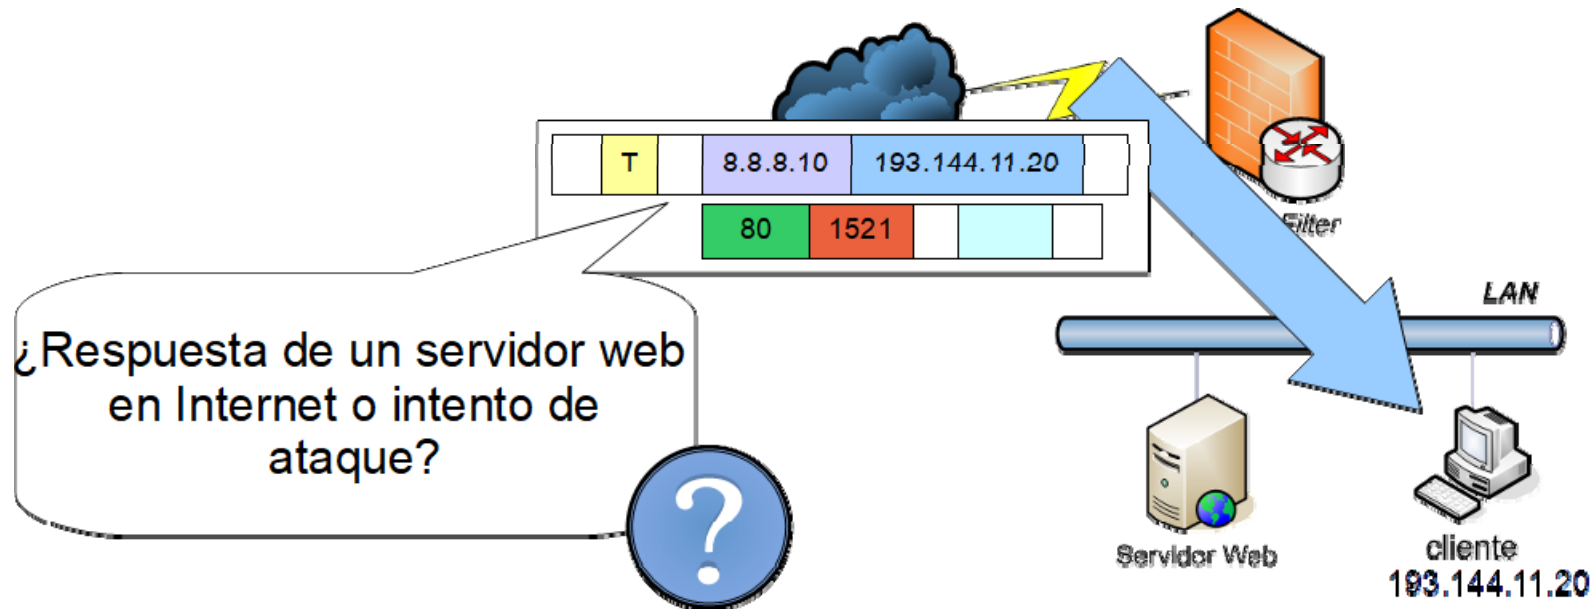 T 8.8.8.10 193.144.11.20
80 1521
Filter
LAN
¿Respuesta de un servidor web
en Internet o intento de
ataque?
?
Servidor Web
cliente
193.144.11.20